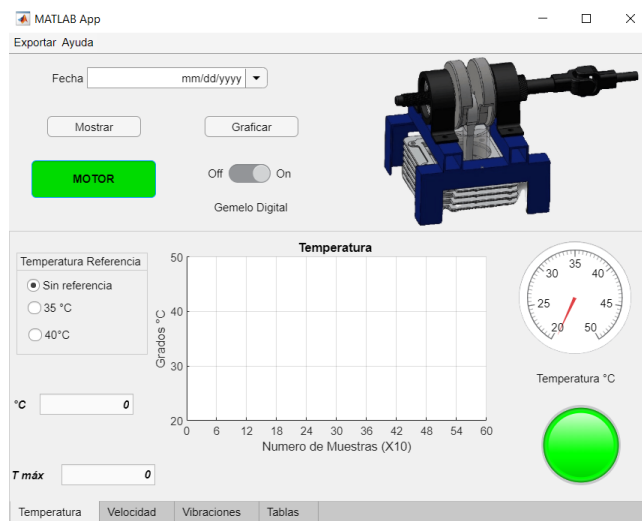 MATLAB App
Exportar Ayuda
Fecha mm/dd/yyyy
Mostrar Graficar
MOTOR Off On
Gemelo Digital
Temperatura Referencia
Sin referencia
35 °C
40°C
°C 0
T máx 0
Temperatura
50
40
30
20
Grados °C
0 6 12 18 24 30 36 42 48 54 60
Numero de Muestras (X10)
20 25 30 35 40 45 50
Temperatura °C
Temperatura Velocidad Vibraciones Tablas